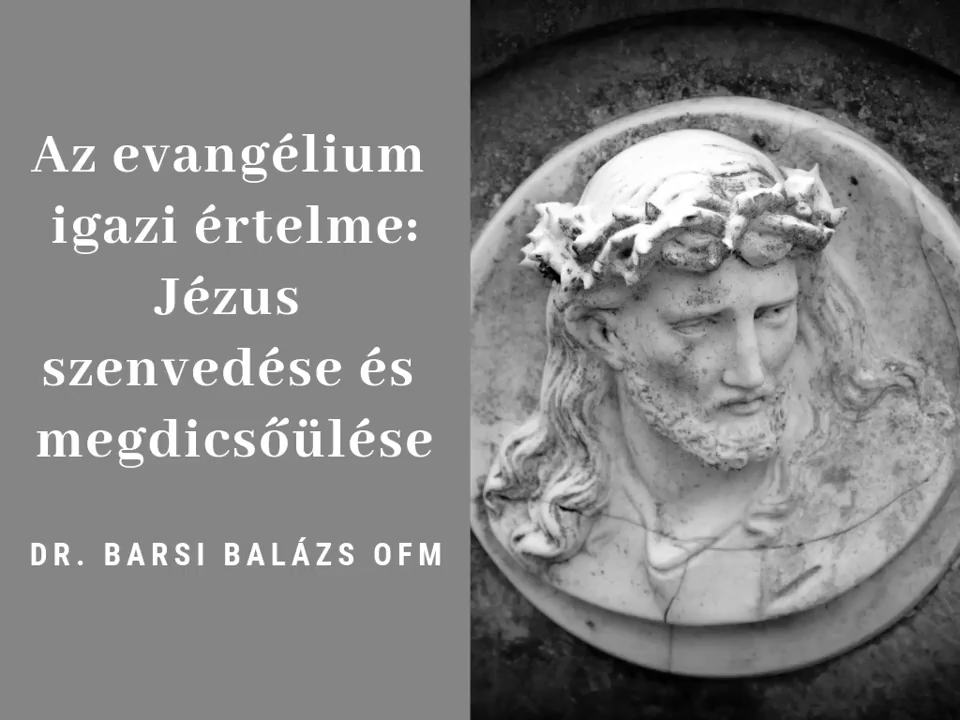 Az evangélium
igazi értelme:
Jézus
szenvedése és
megdicsőülése
DR. BARSI BALÁZS OFM